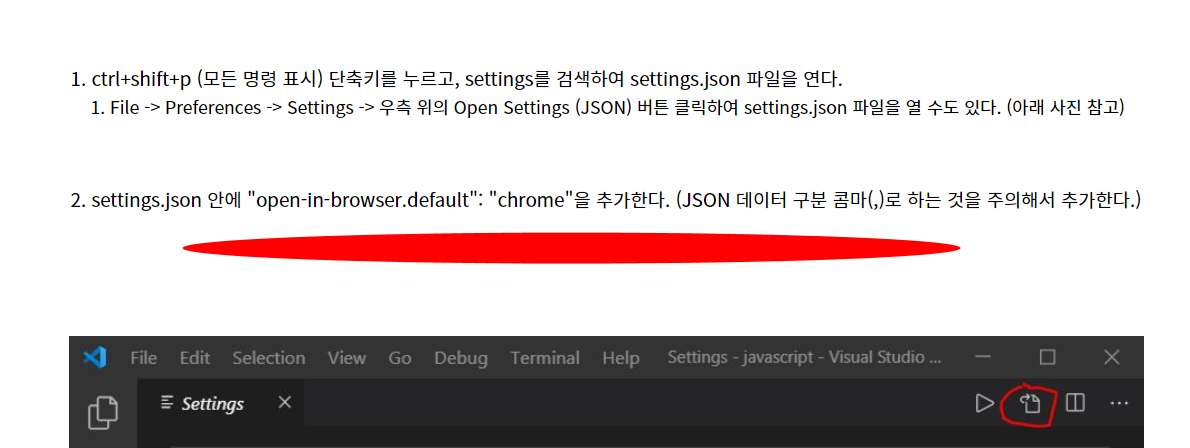 1. ctrl+shift+p (모든 명령 표시) 단축키를 누르고, settings를 검색하여 settings.json 파일을 연다.
1. File -> Preferences -> Settings -> 우측 위의 Open Settings (JSON) 버튼 클릭하여 settings.json 파일을 열 수도 있다. (아래 사진 참고)
2. settings.json 안에 "open-in-browser.default": "chrome"을 추가한다. (JSON 데이터 구분 콤마(,)로 하는 것을 주의해서 추가한다.)
File Edit Selection View Go Debug Terminal Help Settings - javascript - Visual Studio ...
Settings